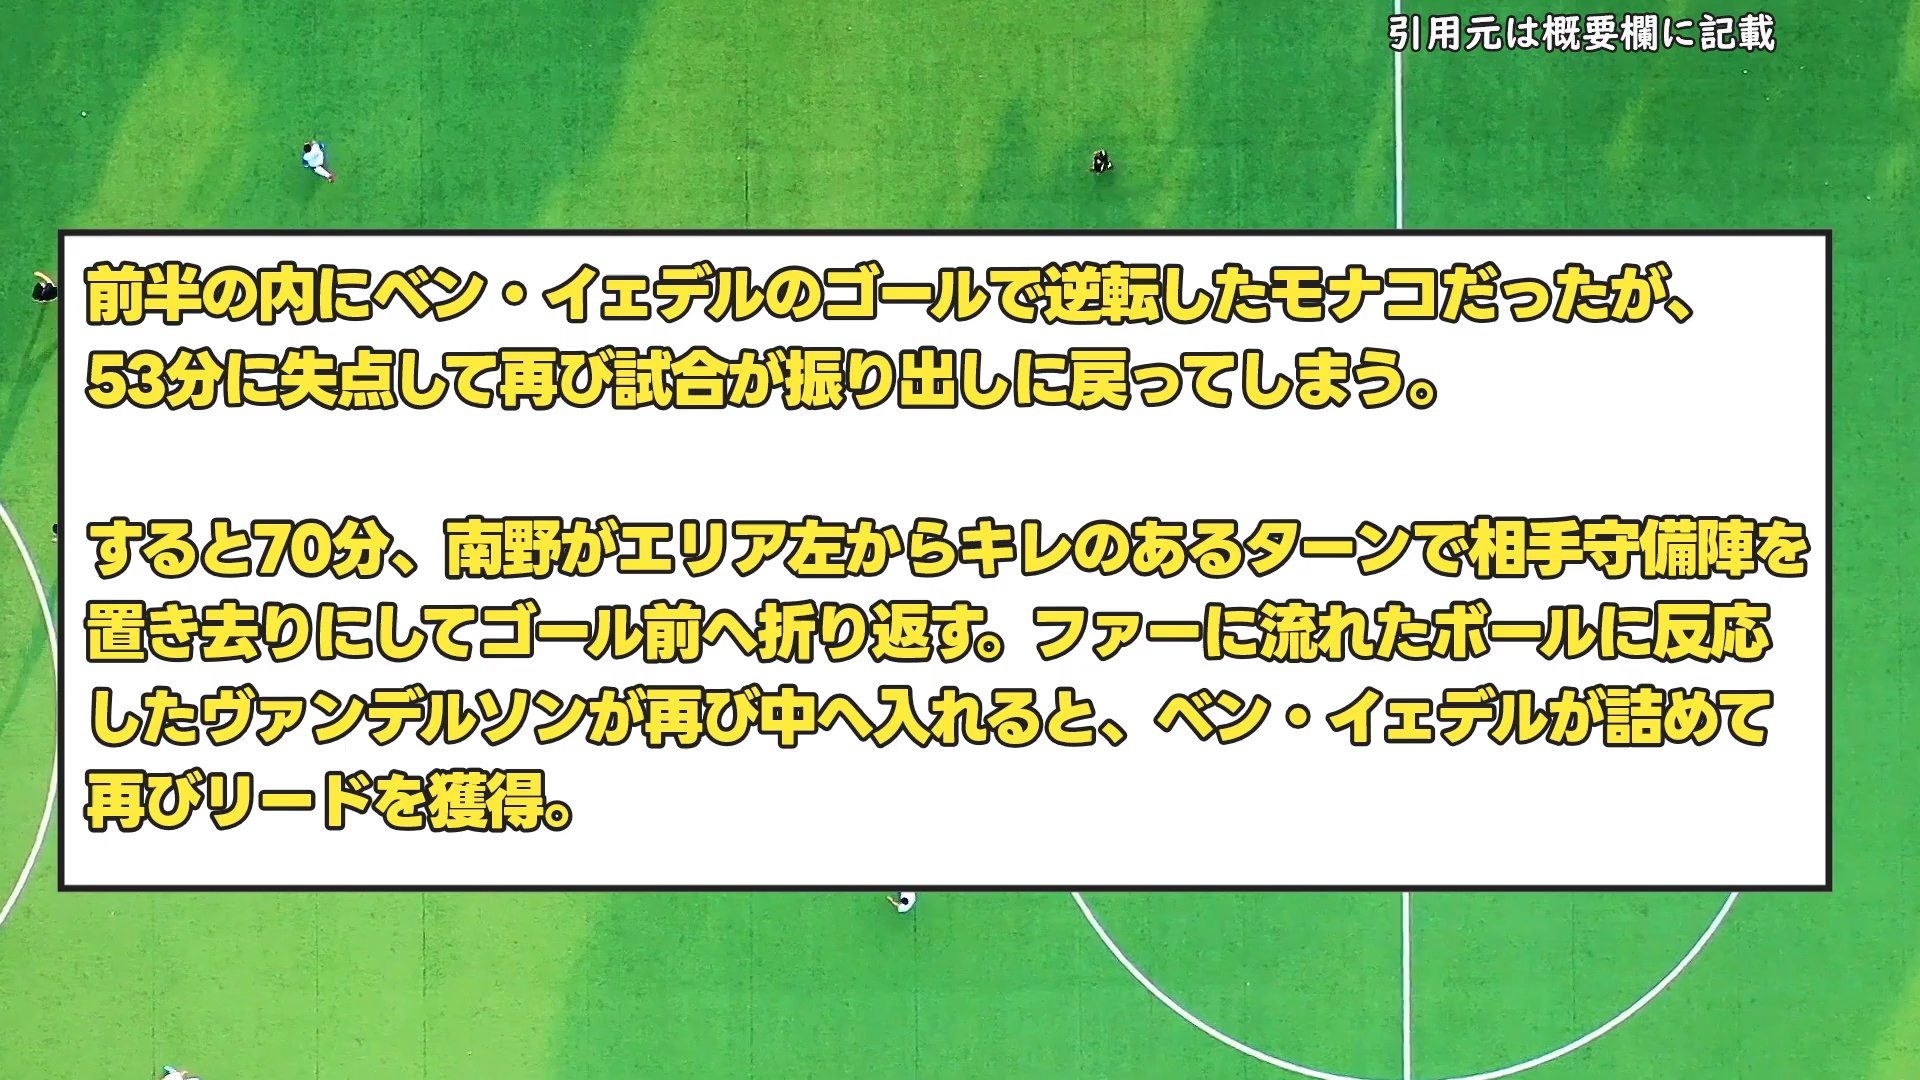 引用元は概要欄に記載
前半の内にベン・イェデルのゴールで逆転したモナコだったが、
53分に失点して再び試合が振り出しに戻ってしまう。
すると70分、南野がエリア左からキレのあるターンで相手守備陣を
置き去りにしてゴール前へ折り返す。ファーに流れたボールに反応
したヴァンデルソンが再び中へ入れると、ベン・イェデルが詰めて
再びリードを獲得。